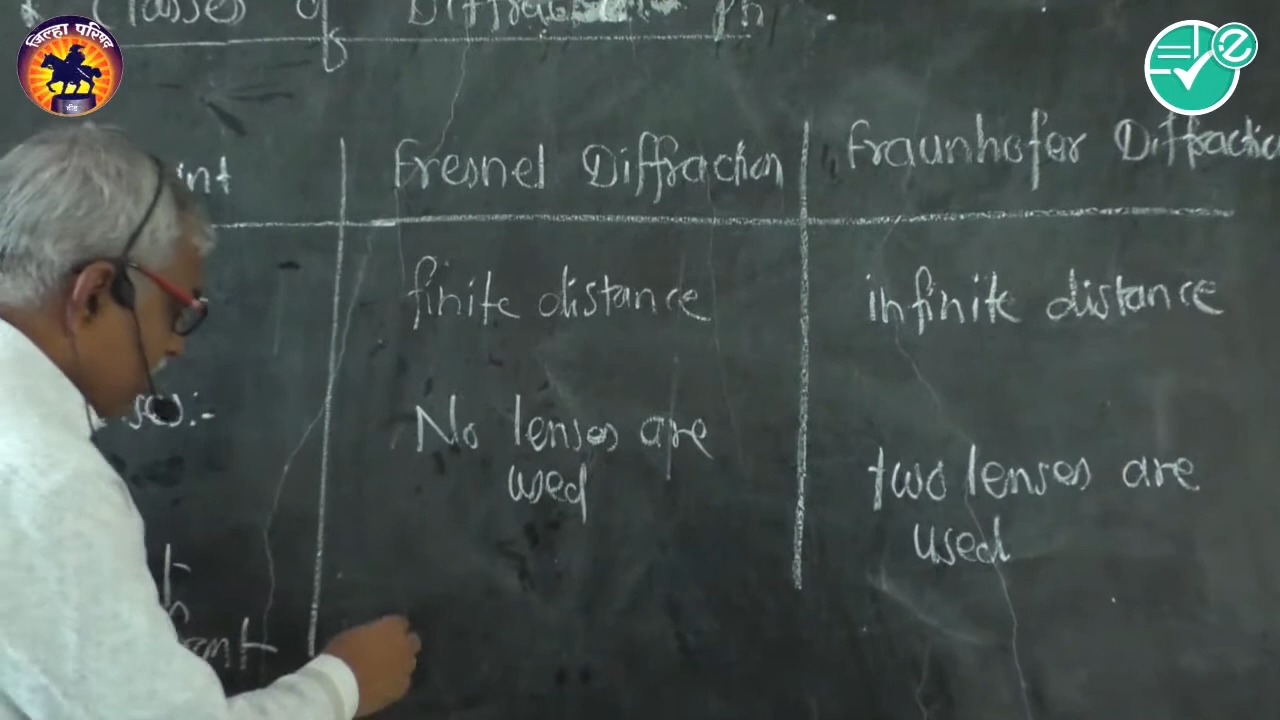 Classes of Diffraction ph
Fresnel Diffraction
Fraunhofer Diffraction
finite distance
infinite distance
No lenses are
used
two lenses are
used
जिल्हा परिषद
बीड
e